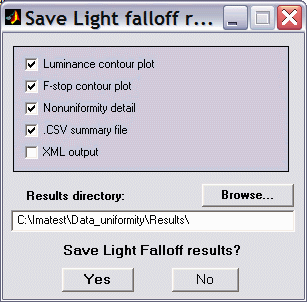 Save Light falloff r...
Luminance contour plot
F-stop contour plot
Nonuniformity detail
.CSV summary file
XML output
Results directory:
Browse...
C:\Imatest\Data_uniformity\Results\
Save Light Falloff results?
Yes
No